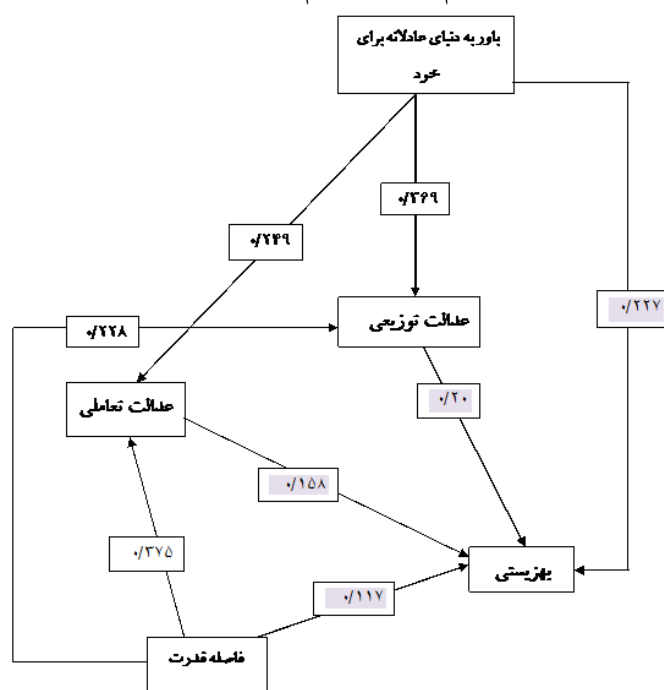 باور به دنیای عادلانه برای
خود
۰/۳۶۹
۰/۲۴۹
۰/۲۲۷
عدالت توزیعی
۰/۲۲۸
عدالت تعاملی
۰/۲۰
۰/۱۵۸
۰/۳۷۵
بهزیستی
۰/۱۱۷
فاصله قدرت